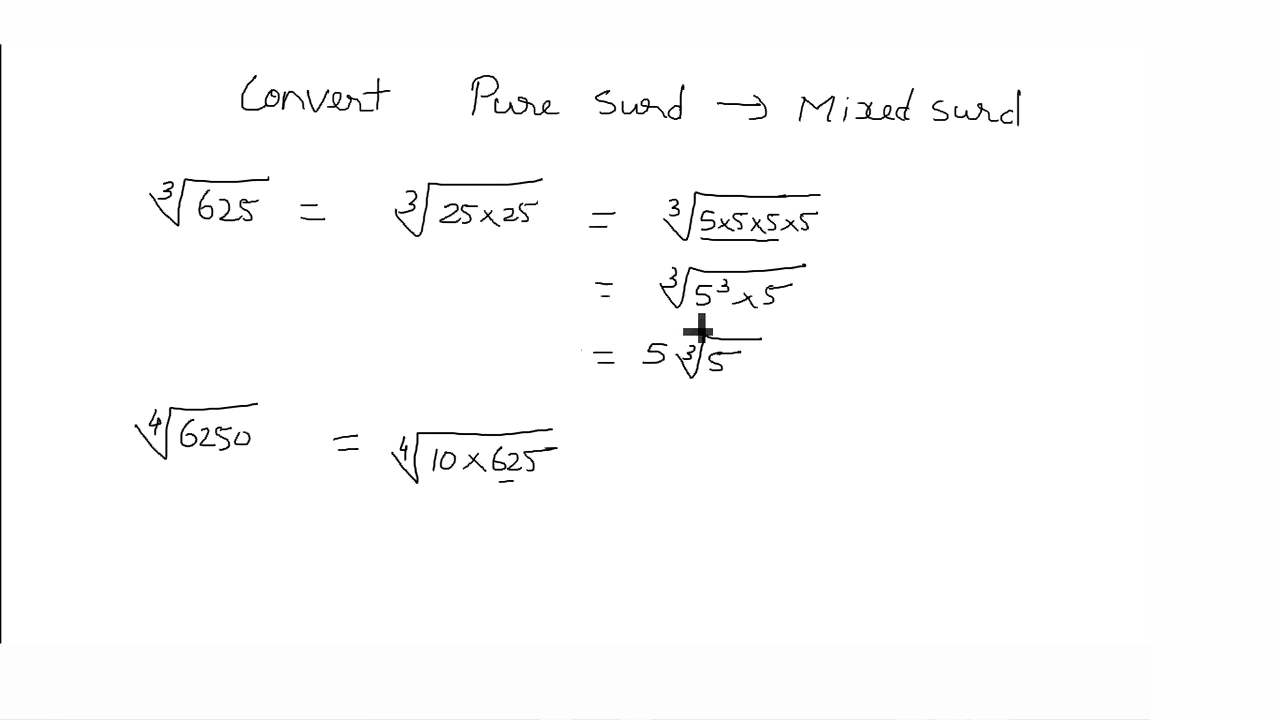 Convert Pure Surd → Mixed surd
∛625 = ∛25×25 = ∛5×5×5×5
= ∛5³×5
= 5∛5
∜6250 = ∜10×625